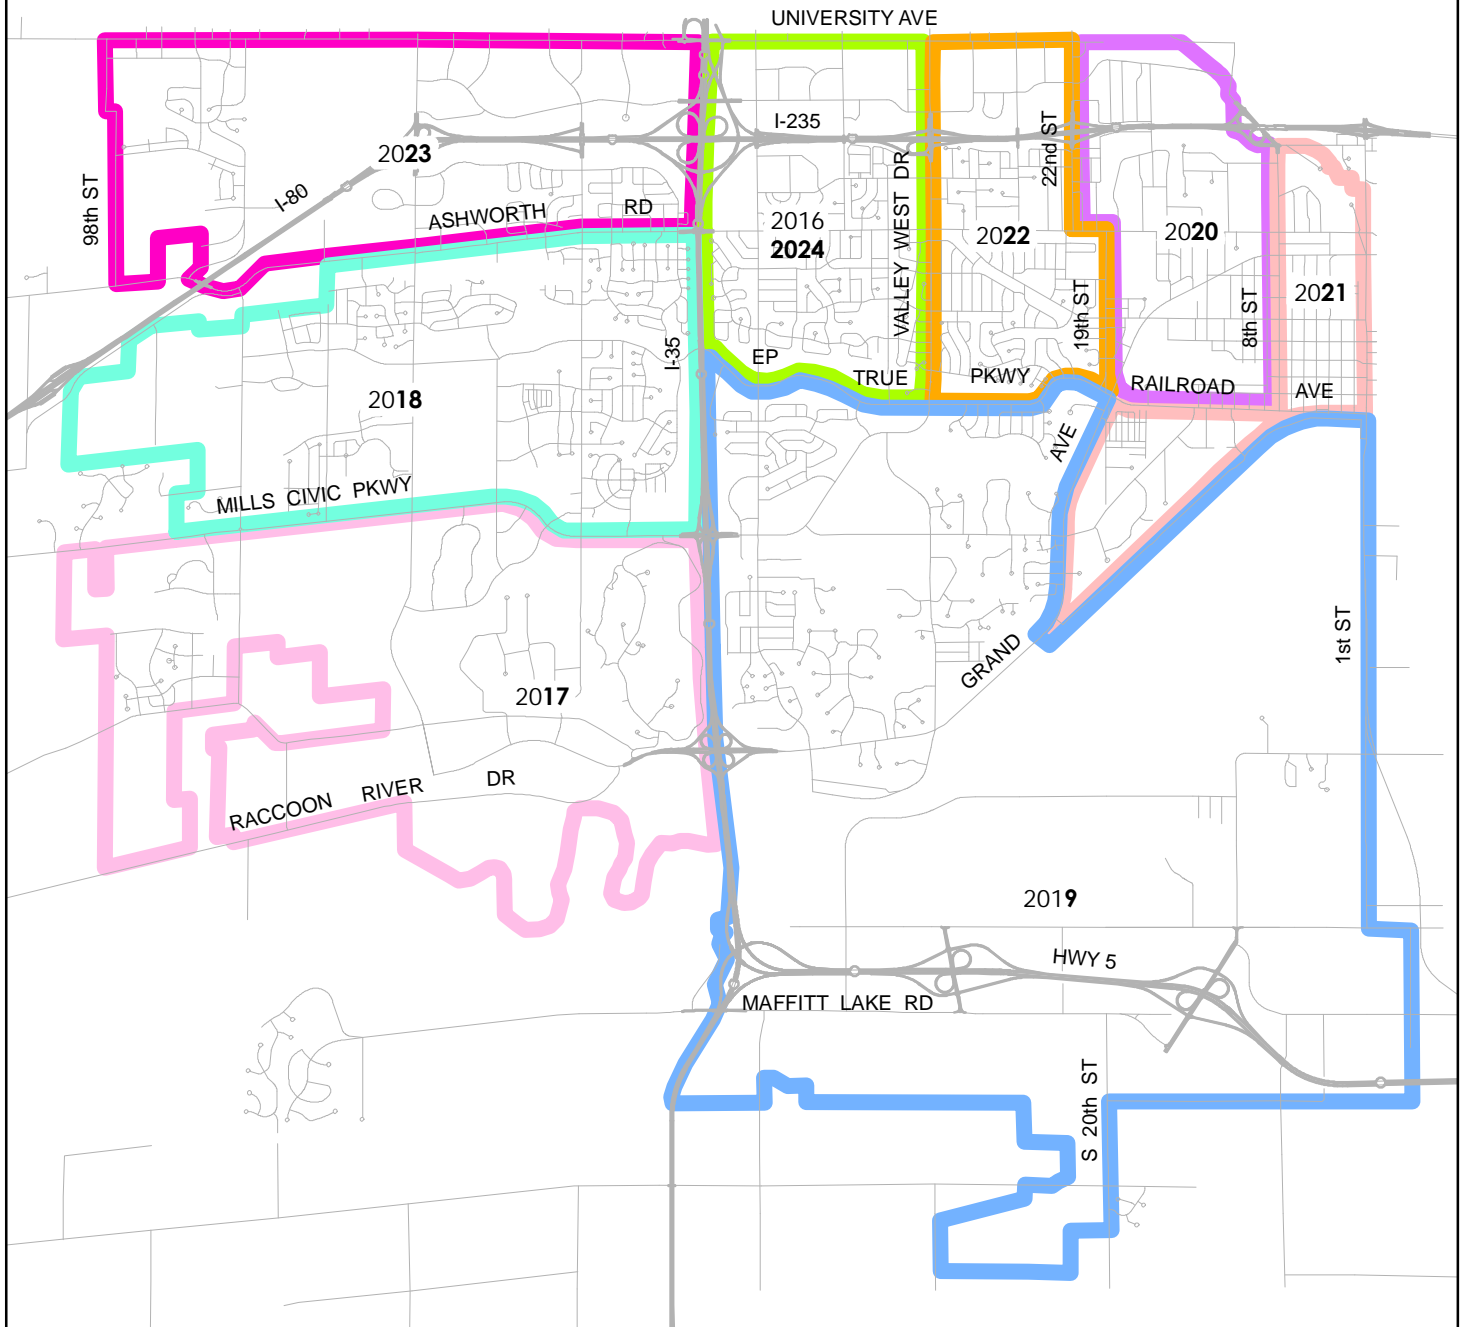 UNIVERSITY AVE
I-235
2023
22nd ST
98th ST
I-80
ASHWORTH RD
VALLEY WEST DR
2016
2024
2022
2020
2021
19th ST
8th ST
I-35
EP TRUE PKWY
RAILROAD AVE
2018
AVE
MILLS CIVIC PKWY
1st ST
GRAND
2017
RACCOON RIVER DR
2019
HWY 5
MAFFITT LAKE RD
S 20th ST